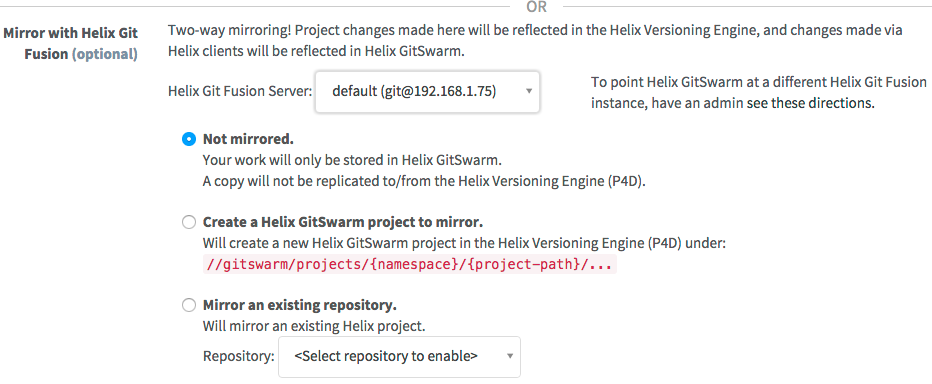 OR
Mirror with Helix Git
Fusion (optional)
Two-way mirroring! Project changes made here will be reflected in the Helix Versioning Engine, and changes made via
Helix clients will be reflected in Helix GitSwarm.
Helix Git Fusion Server: default (git@192.168.1.75)
To point Helix GitSwarm at a different Helix Git Fusion
instance, have an admin see these directions.
Not mirrored.
Your work will only be stored in Helix GitSwarm.
A copy will not be replicated to/from the Helix Versioning Engine (P4D).
Create a Helix GitSwarm project to mirror.
Will create a new Helix GitSwarm project in the Helix Versioning Engine (P4D) under:
//gitswarm/projects/{namespace}/{project-path}/...
Mirror an existing repository.
Will mirror an existing Helix project.
Repository: <Select repository to enable>